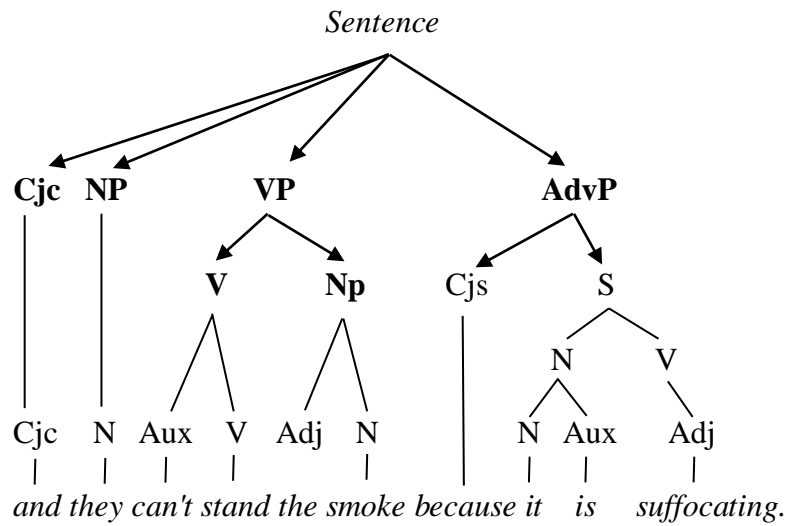 Sentence
Cjc NP VP AdvP
V Np Cjs S
N V
Cjc N Aux V Adj N N Aux Adj
and they can't stand the smoke because it is suffocating.